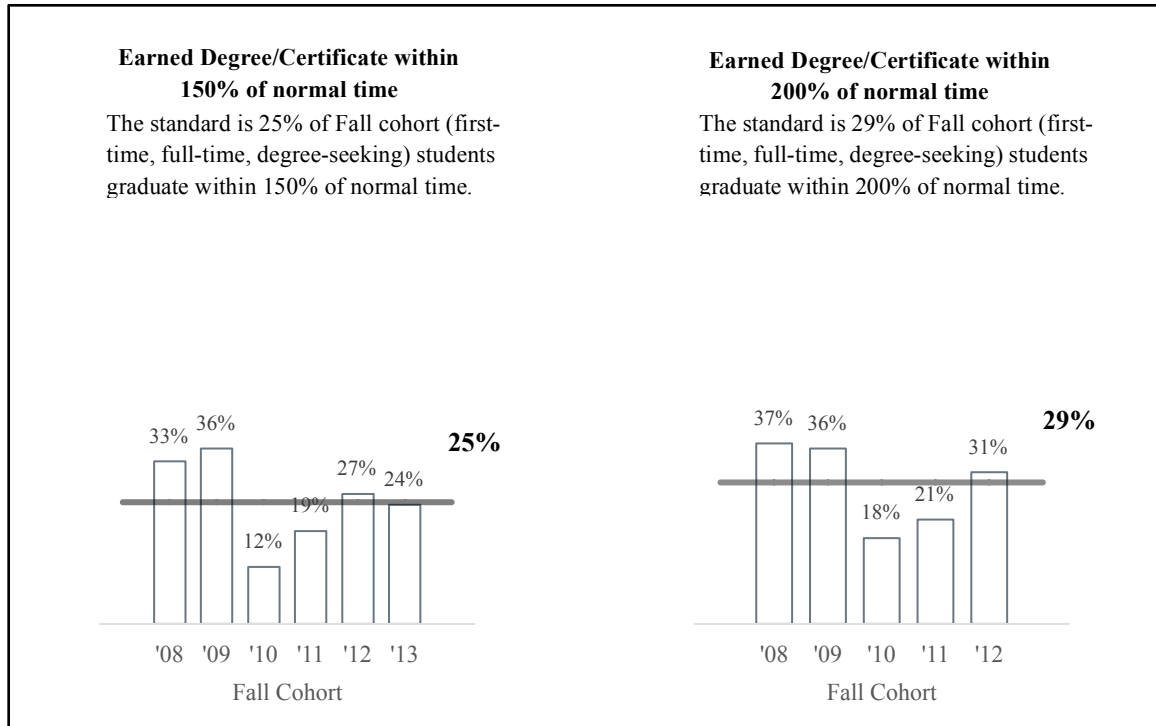 Earned Degree/Certificate within
150% of normal time
The standard is 25% of Fall cohort (first-
time, full-time, degree-seeking) students
graduate within 150% of normal time.
33%
36%
12%
19%
27%
24%
25%
'08 '09 '10 '11 '12 '13
Fall Cohort
Earned Degree/Certificate within
200% of normal time
The standard is 29% of Fall cohort (first-
time, full-time, degree-seeking) students
graduate within 200% of normal time.
37%
36%
18%
21%
31%
29%
'08 '09 '10 '11 '12
Fall Cohort